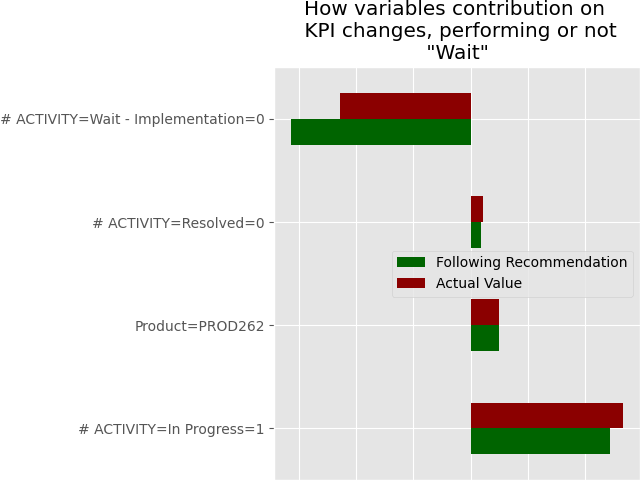 How variables contribution on
KPI changes, performing or not
"Wait"
# ACTIVITY=Wait - Implementation=0
# ACTIVITY=Resolved=0
Following Recommendation
Actual Value
Product=PROD262
# ACTIVITY=In Progress=1